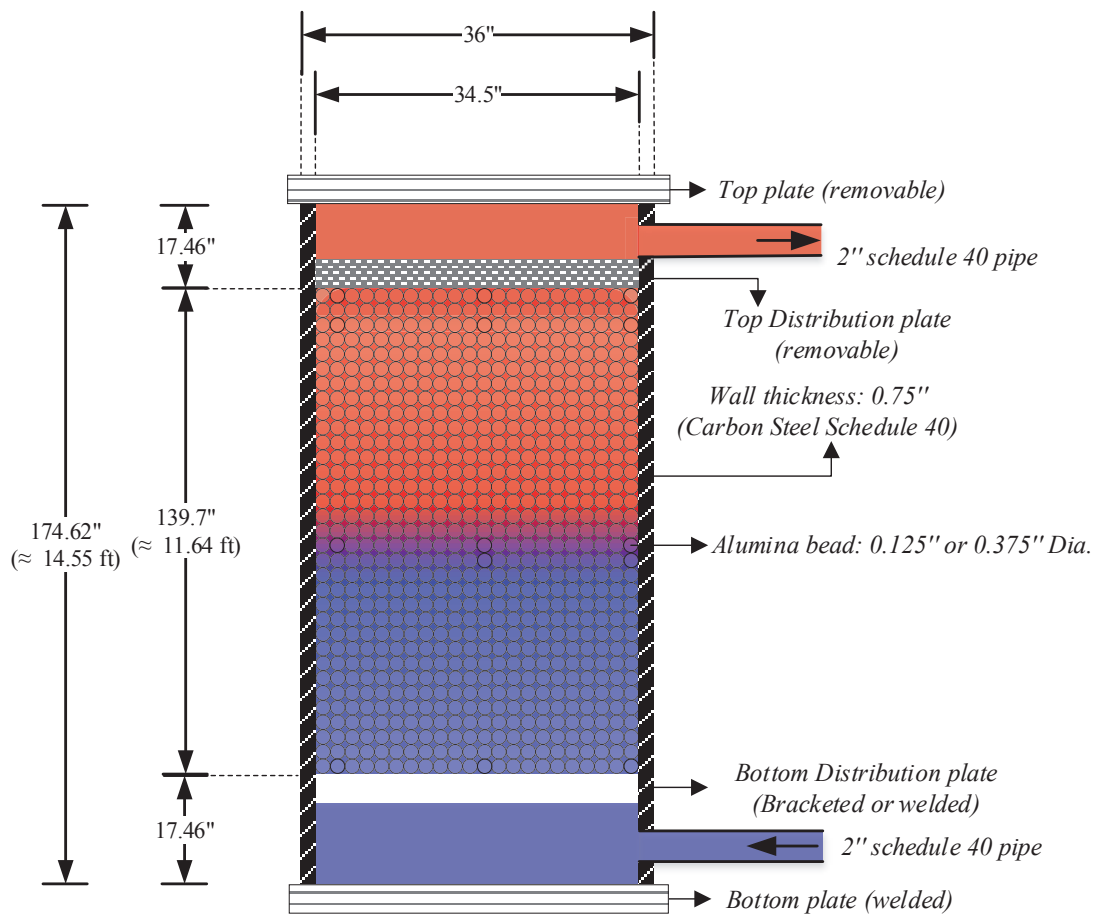 36"
34.5"
Top plate (removable)
17.46"
2" schedule 40 pipe
Top Distribution plate
(removable)
Wall thickness: 0.75"
(Carbon Steel Schedule 40)
174.62"
(≈ 14.55 ft)
139.7"
(≈ 11.64 ft)
Alumina bead: 0.125" or 0.375" Dia.
Bottom Distribution plate
(Bracketed or welded)
17.46"
2" schedule 40 pipe
Bottom plate (welded)